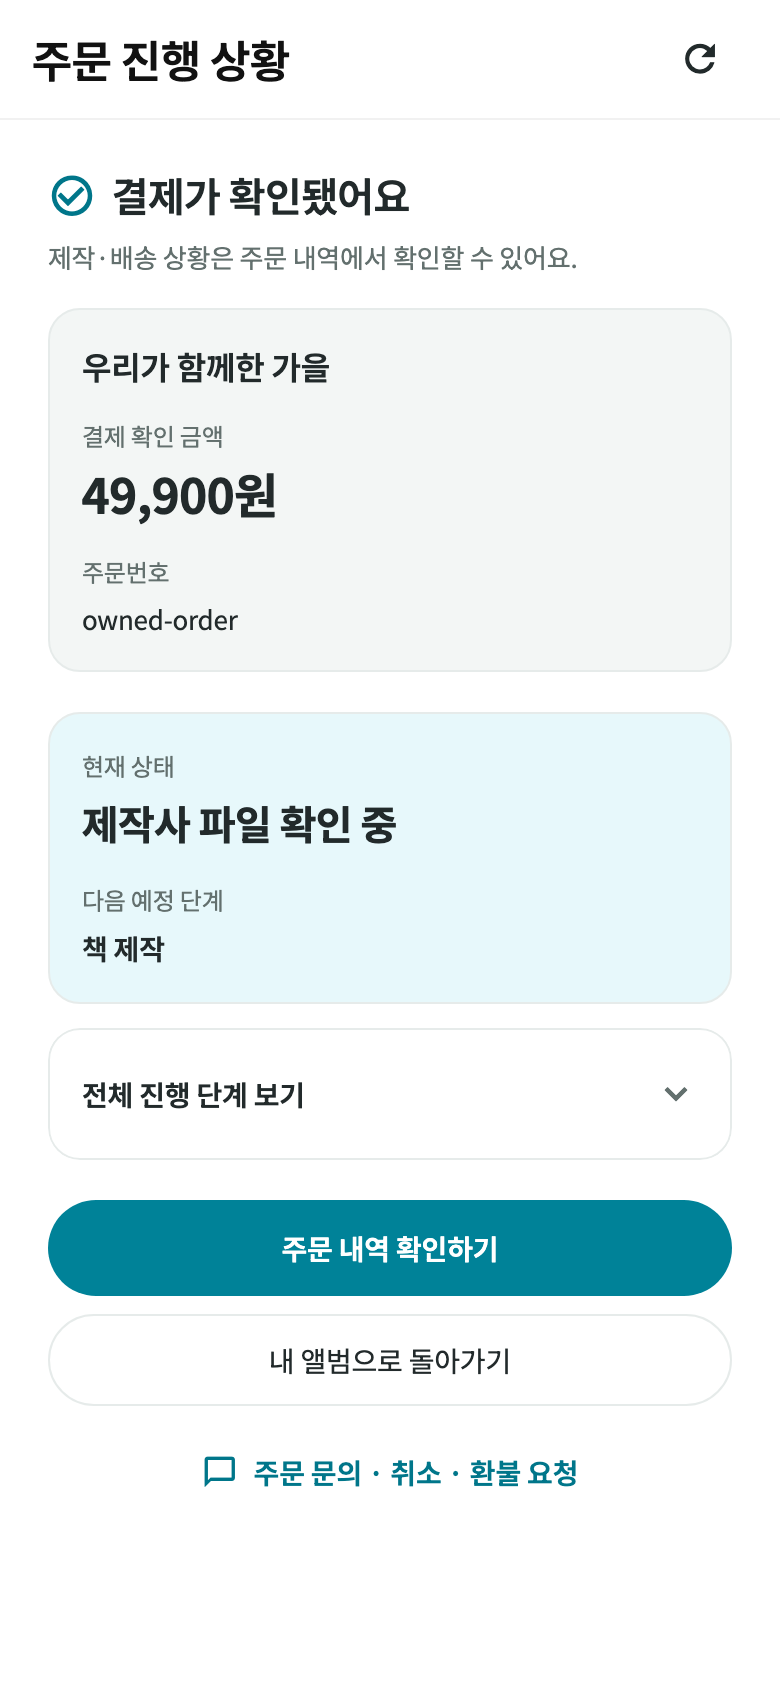 주문 진행 상황
결제가 확인됐어요
제작·배송 상황은 주문 내역에서 확인할 수 있어요.
우리가 함께한 가을
결제 확인 금액
49,900원
주문번호
owned-order
현재 상태
제작사 파일 확인 중
다음 예정 단계
책 제작
전체 진행 단계 보기
주문 내역 확인하기
내 앨범으로 돌아가기
주문 문의 · 취소 · 환불 요청